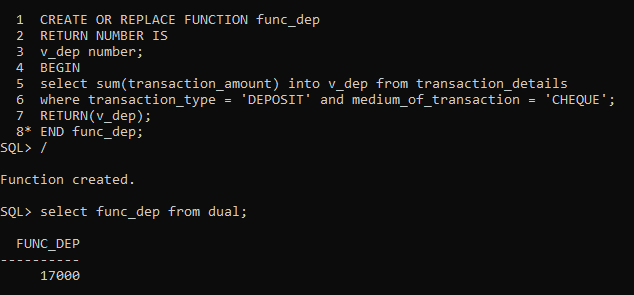 1 CREATE OR REPLACE FUNCTION func_dep
2 RETURN NUMBER IS
3 v_dep number;
4 BEGIN
5 select sum(transaction_amount) into v_dep from transaction_details
6 where transaction_type = 'DEPOSIT' and medium_of_transaction = 'CHEQUE';
7 RETURN(v_dep);
8* END func_dep;
SQL> /
Function created.
SQL> select func_dep from dual;
FUNC_DEP
----------
17000